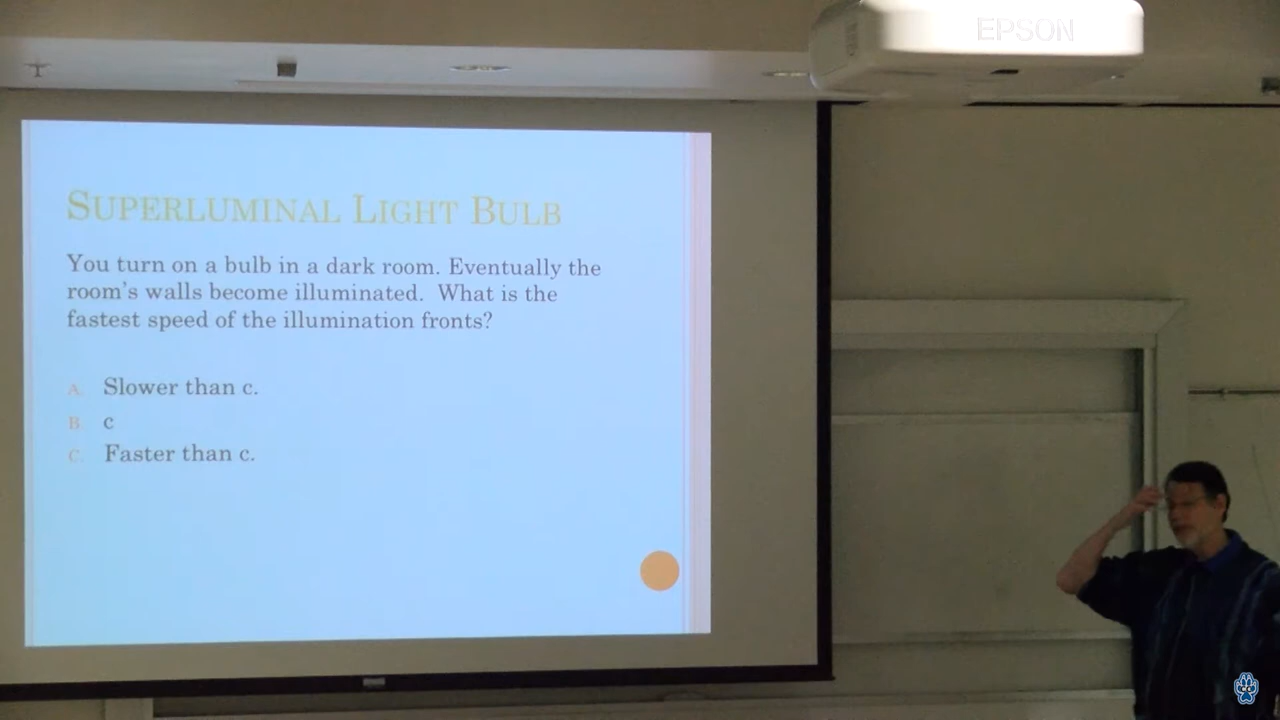 EPSON
SUPERLUMINAL LIGHT BULB
You turn on a bulb in a dark room. Eventually the
room's walls become illuminated. What is the
fastest speed of the illumination fronts?
A. Slower than c.
B. c
C. Faster than c.